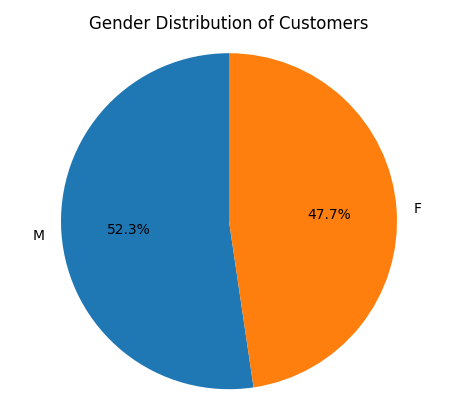 Gender Distribution of Customers
M
52.3%
47.7%
F